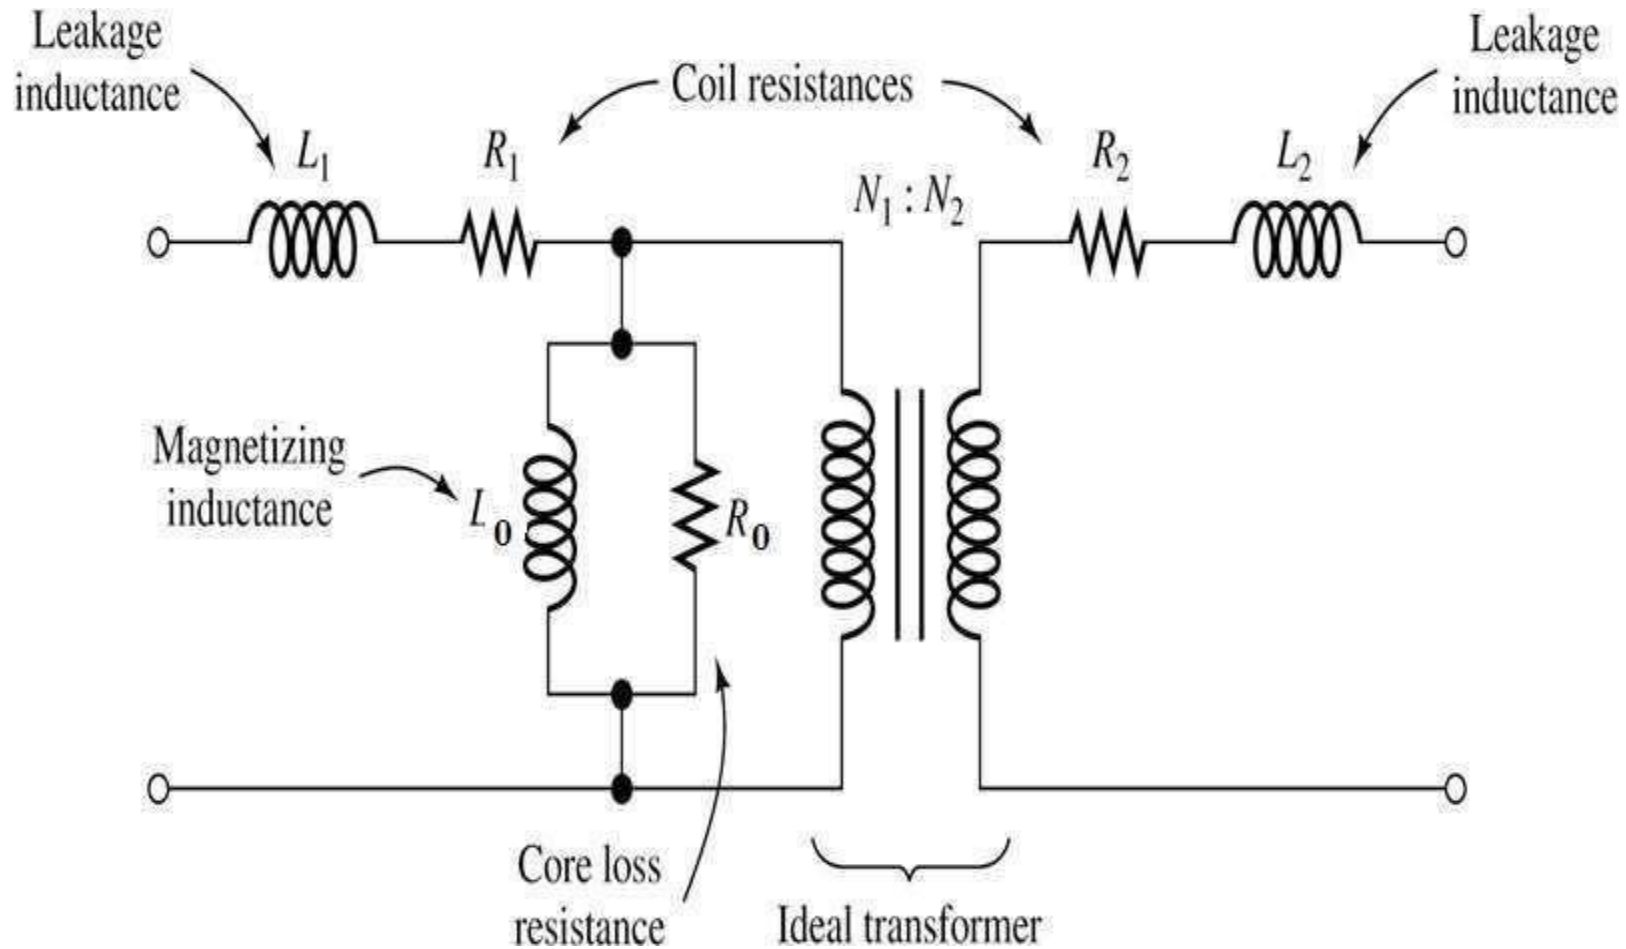 Leakage
inductance
Coil resistances
Leakage
inductance
L1
R1
N1 : N2
R2
L2
Magnetizing
inductance
L0
R0
Core loss
resistance
Ideal transformer